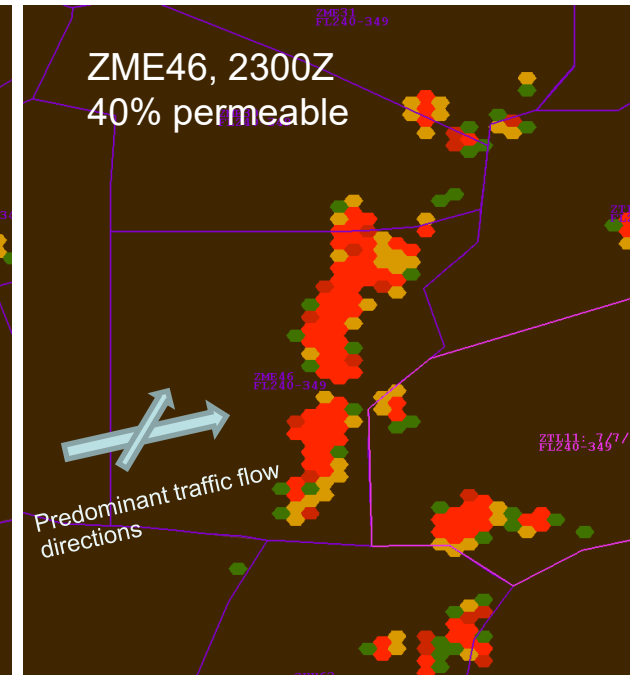 ZME31
FL240-349
ZME46, 2300Z
40% permeable
ZME46
FL240-349
ZTL11: 7/7/
FL240-349
Predominant traffic flow
directions